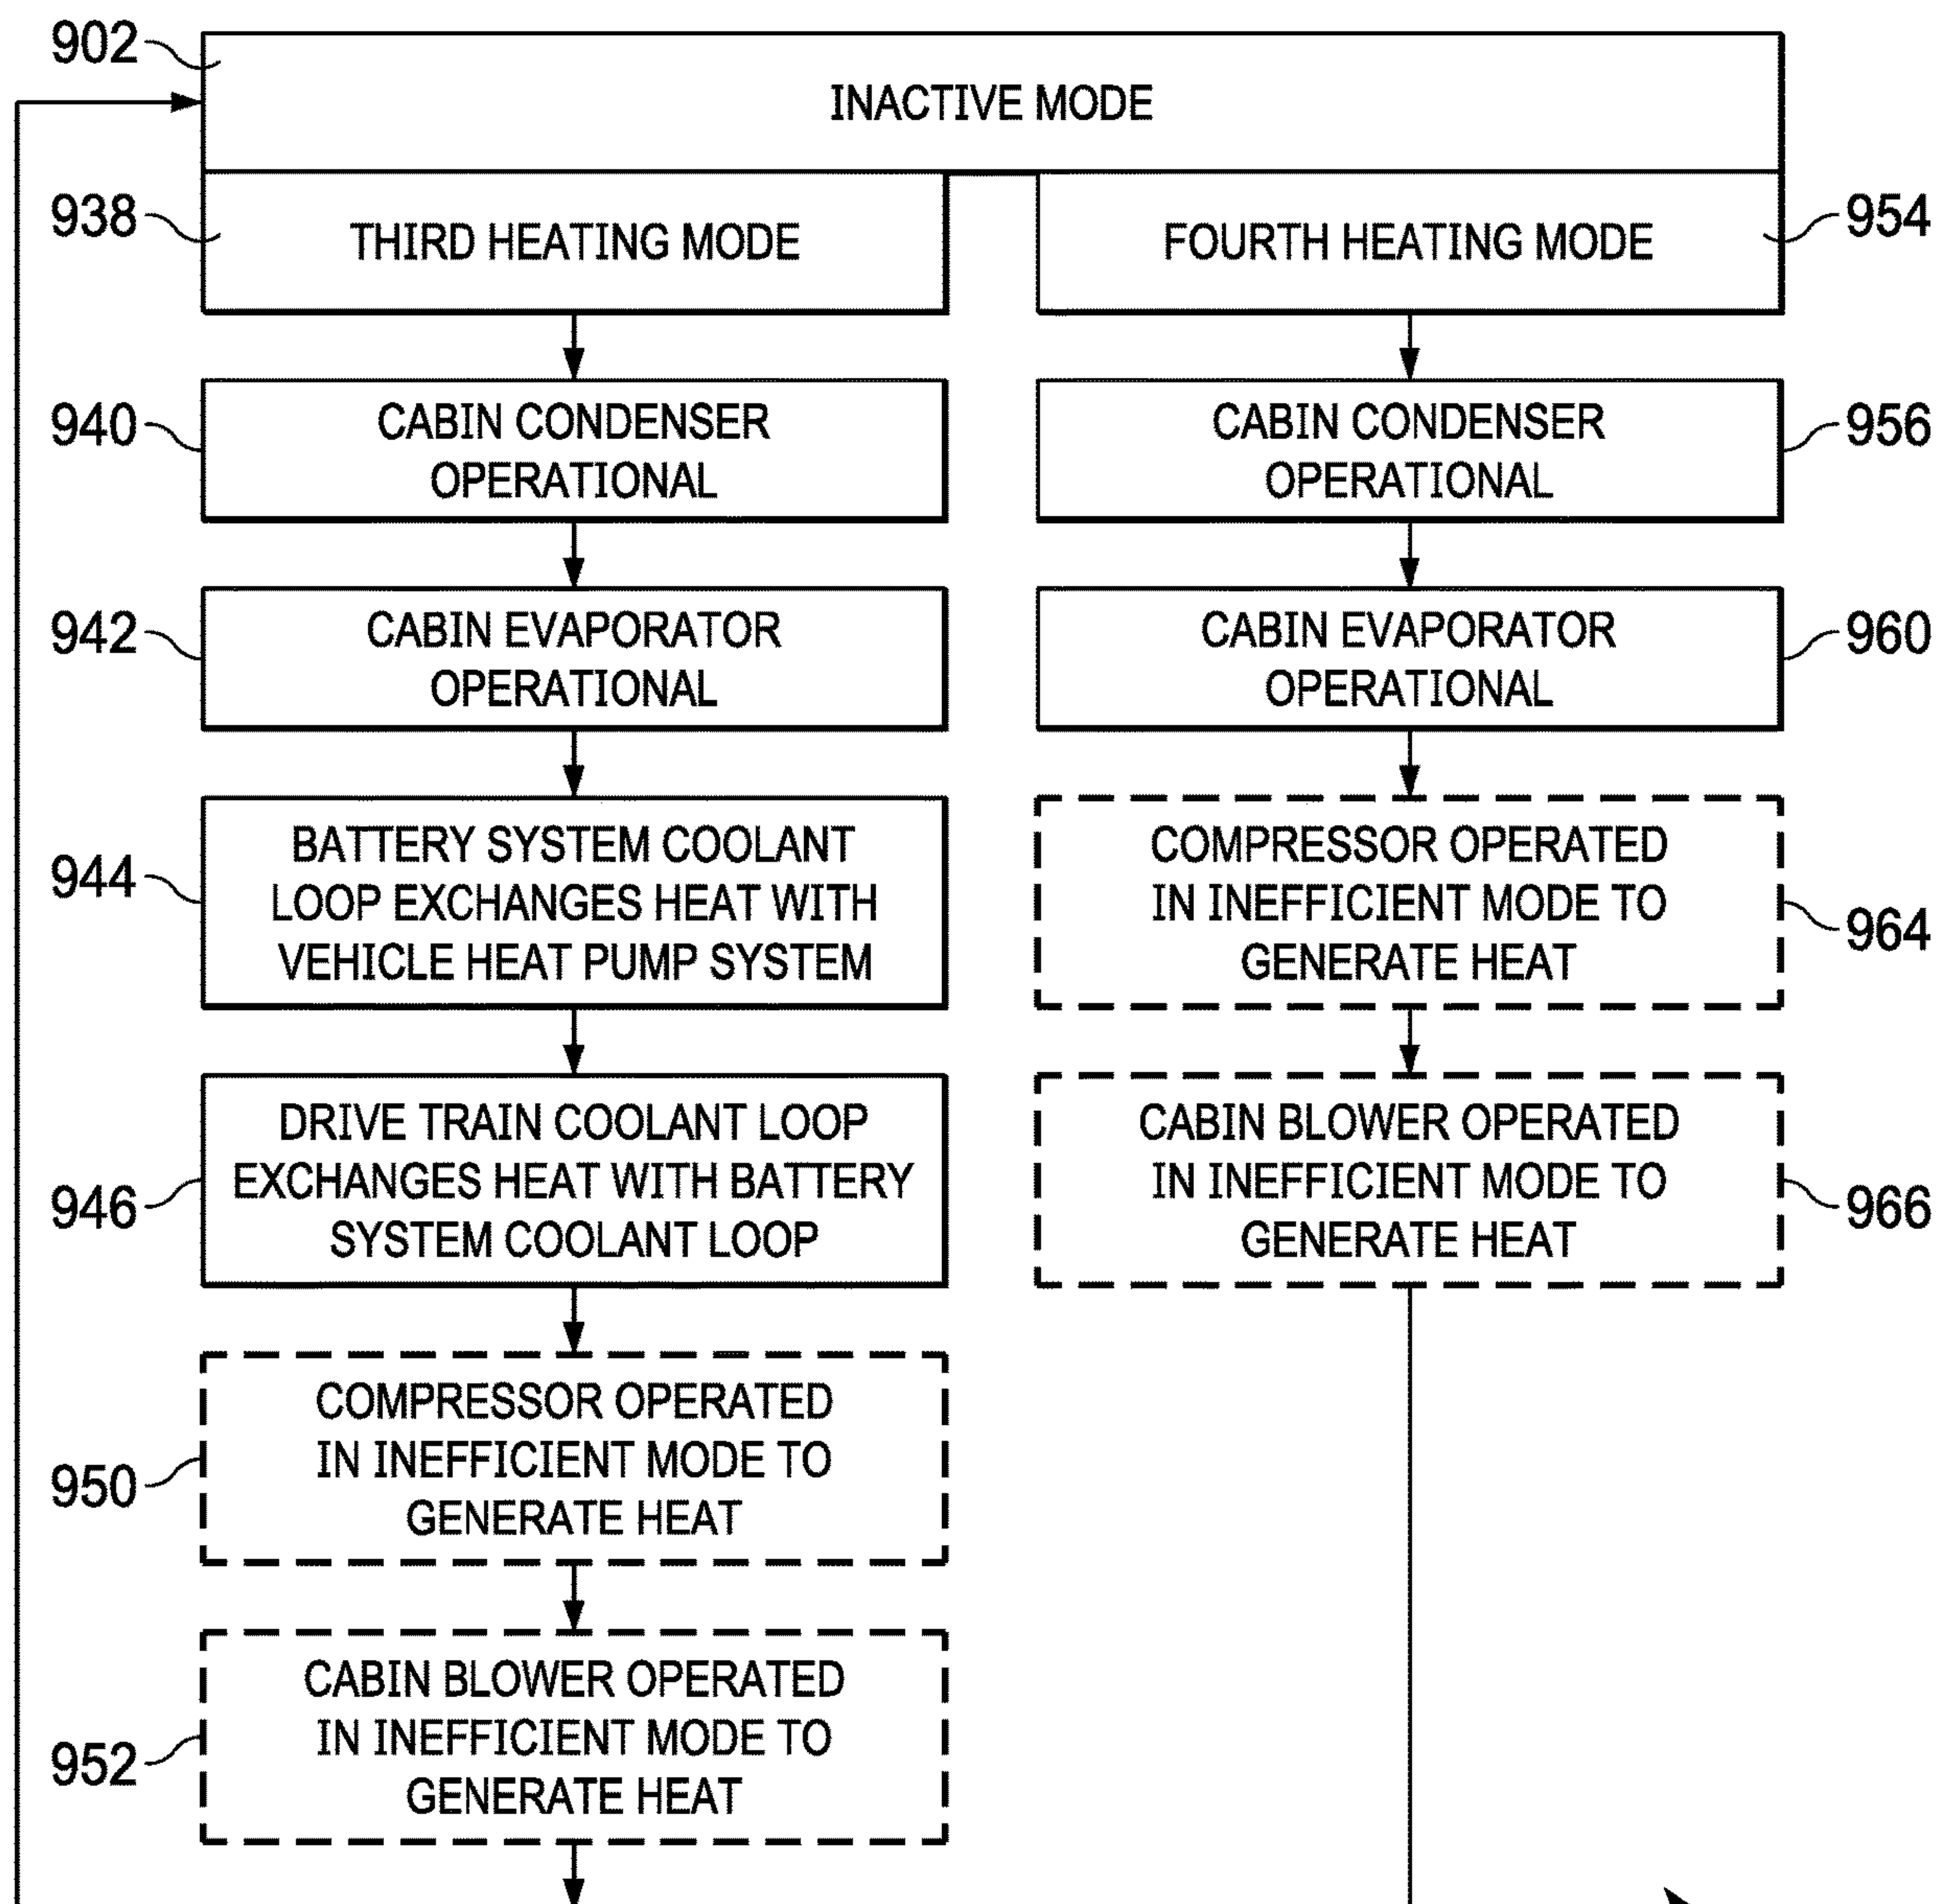 902
INACTIVE MODE
938
THIRD HEATING MODE
FOURTH HEATING MODE
954
940
CABIN CONDENSER
OPERATIONAL
CABIN CONDENSER
OPERATIONAL
956
942
CABIN EVAPORATOR
OPERATIONAL
CABIN EVAPORATOR
OPERATIONAL
960
944
BATTERY SYSTEM COOLANT
LOOP EXCHANGES HEAT WITH
VEHICLE HEAT PUMP SYSTEM
COMPRESSOR OPERATED
IN INEFFICIENT MODE TO
GENERATE HEAT
964
946
DRIVE TRAIN COOLANT LOOP
EXCHANGES HEAT WITH BATTERY
SYSTEM COOLANT LOOP
CABIN BLOWER OPERATED
IN INEFFICIENT MODE TO
GENERATE HEAT
966
950
COMPRESSOR OPERATED
IN INEFFICIENT MODE TO
GENERATE HEAT
952
CABIN BLOWER OPERATED
IN INEFFICIENT MODE TO
GENERATE HEAT